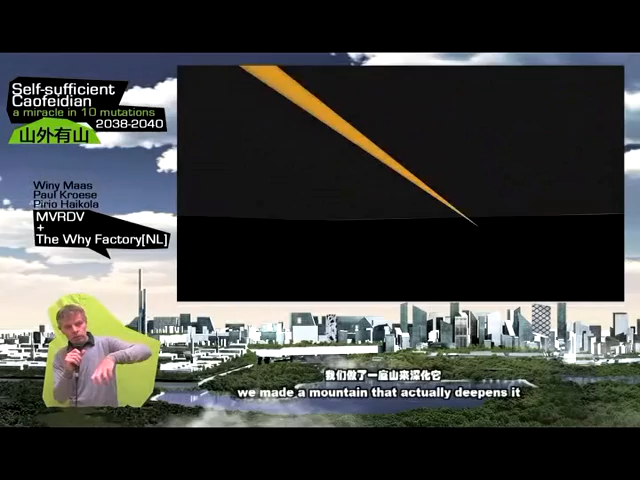 Self-sufficient
Caofeidian
a miracle in 10 mutations
2038-2040
山外有山
Winy Maas
Paul Kroese
Pirjo Haikola
MVRDV
+
The Why Factory[NL]
我们做了一座山来深化它
we made a mountain that actually deepens it